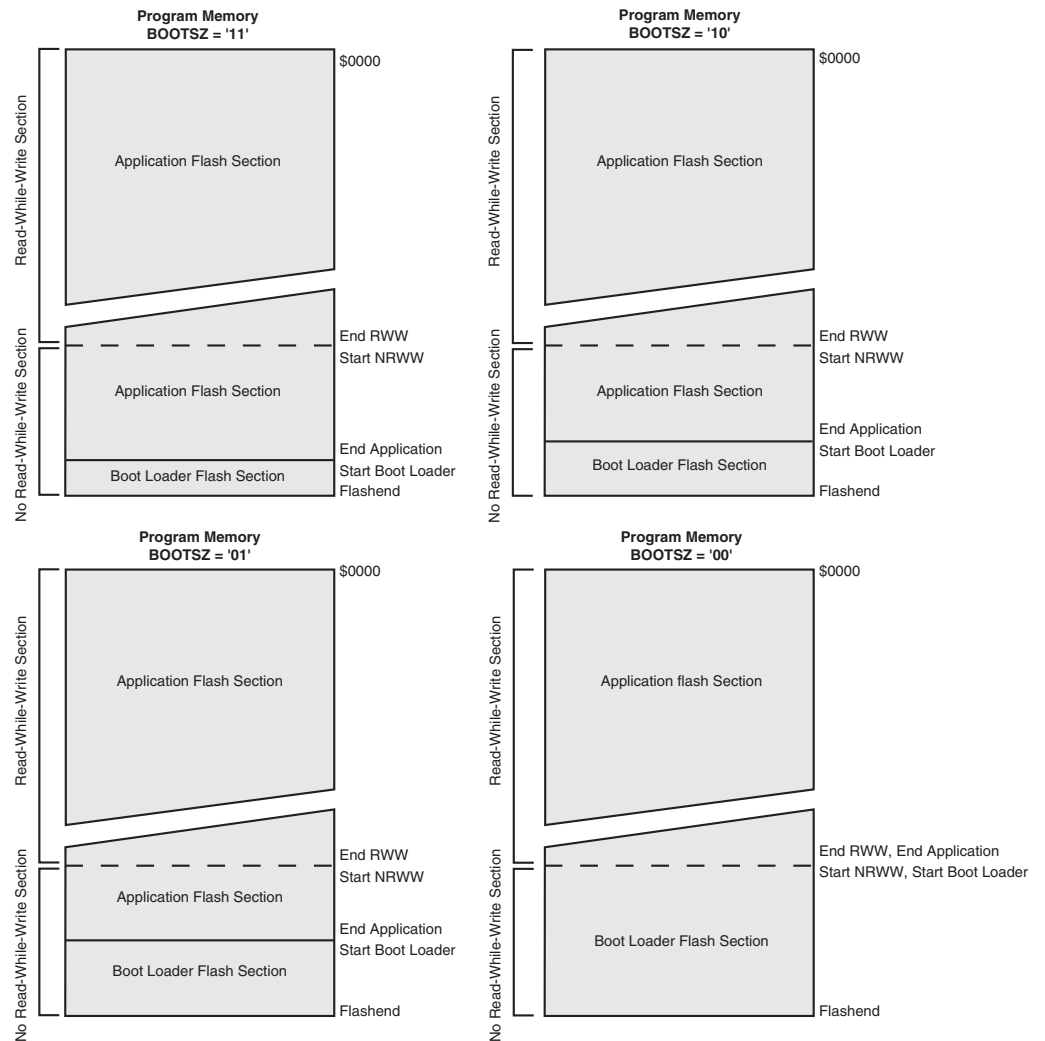 Program Memory
BOOTSZ = '11'
$0000
Read-While-Write Section
Application Flash Section
End RWW
Start NRWW
No Read-While-Write Section
Application Flash Section
End Application
Start Boot Loader
Boot Loader Flash Section
Flashend
Program Memory
BOOTSZ = '10'
$0000
Read-While-Write Section
Application Flash Section
End RWW
Start NRWW
No Read-While-Write Section
Application Flash Section
End Application
Start Boot Loader
Boot Loader Flash Section
Flashend
Program Memory
BOOTSZ = '01'
$0000
Read-While-Write Section
Application Flash Section
End RWW
Start NRWW
No Read-While-Write Section
Application Flash Section
End Application
Start Boot Loader
Boot Loader Flash Section
Flashend
Program Memory
BOOTSZ = '00'
$0000
Read-While-Write Section
Application flash Section
End RWW, End Application
Start NRWW, Start Boot Loader
No Read-While-Write Section
Boot Loader Flash Section
Flashend